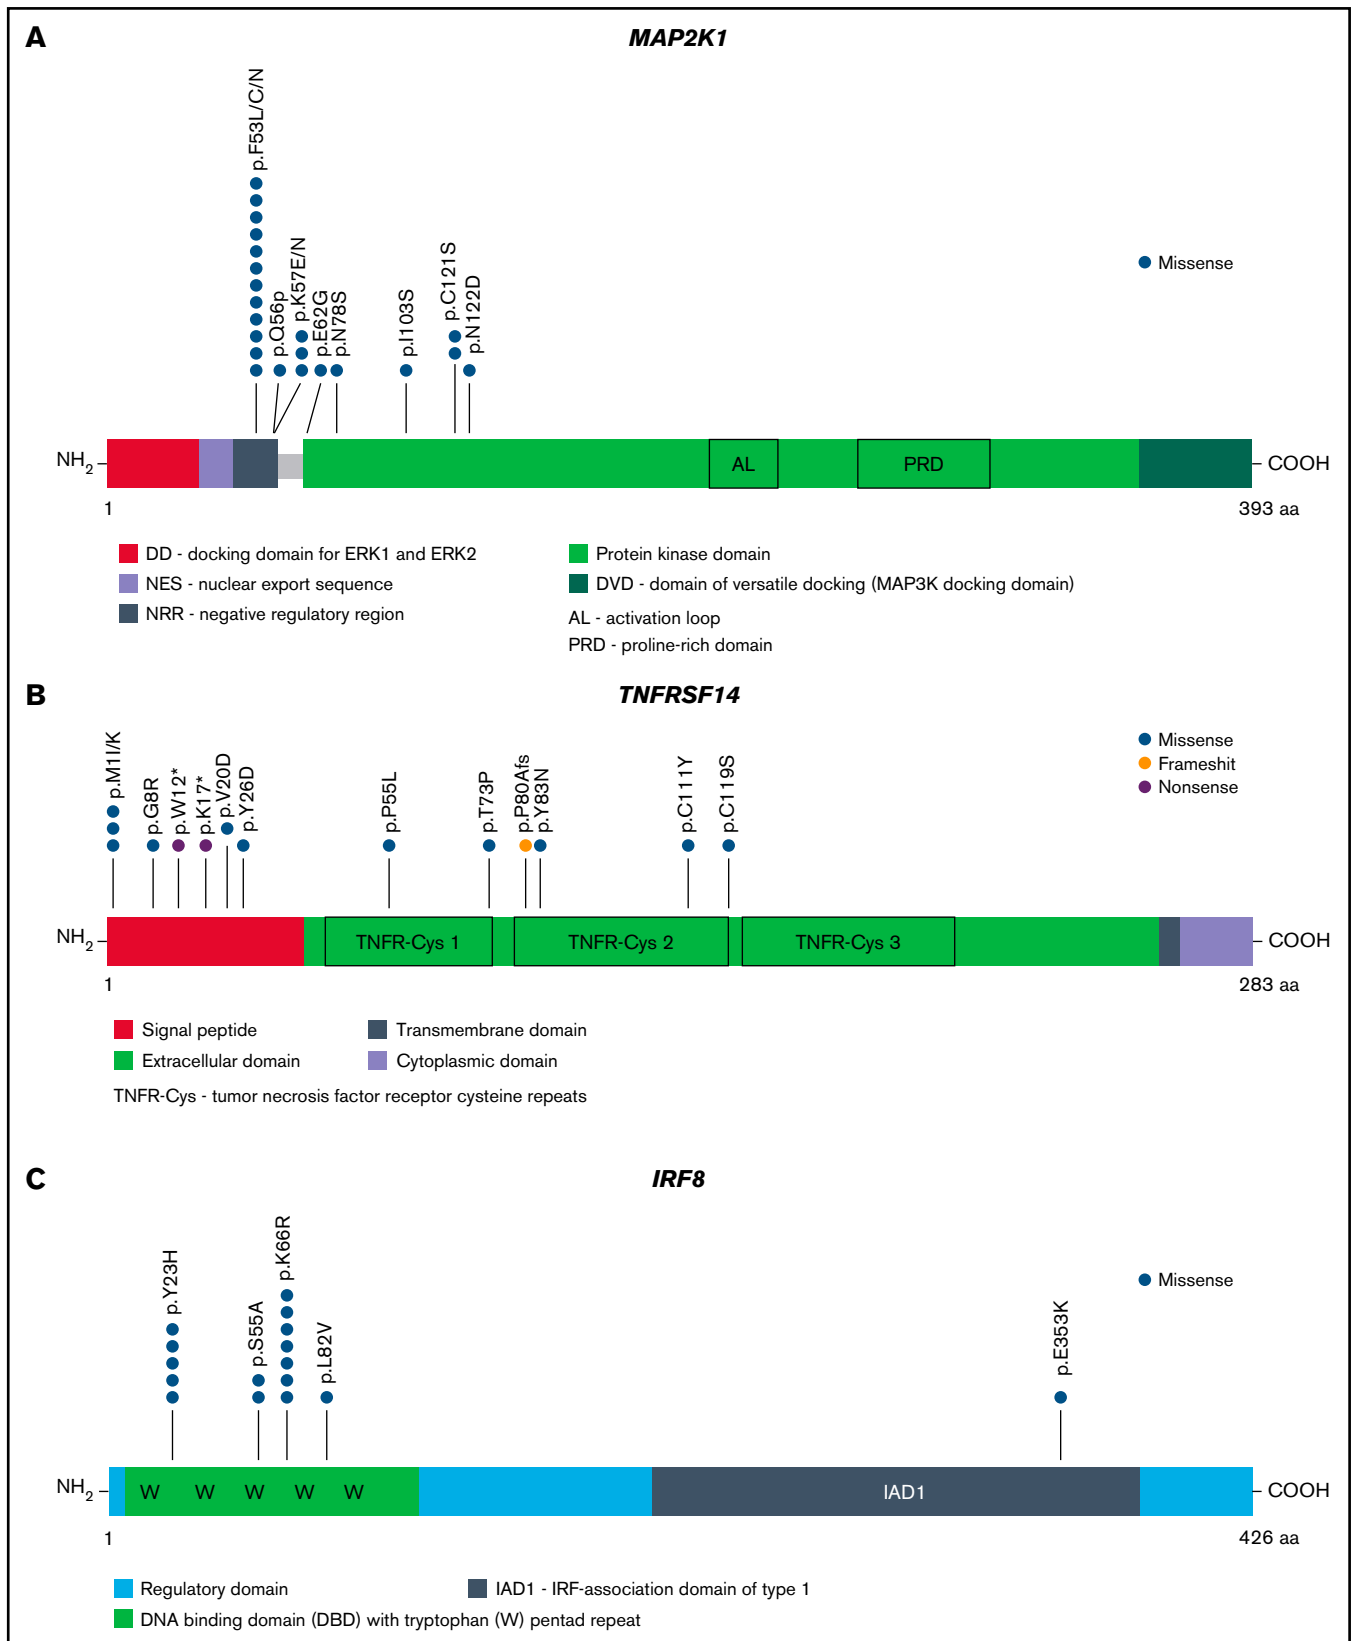 A
MAP2K1
p.F53L/C/N
p.Q56p
p.K57E/N
p.E62G
p.N78S
p.I103S
p.C121S
p.N122D
Missense
NH2
AL
PRD
COOH
1
393 aa
DD - docking domain for ERK1 and ERK2
NES - nuclear export sequence
NRR - negative regulatory region
Protein kinase domain
DVD - domain of versatile docking (MAP3K docking domain)
AL - activation loop
PRD - proline-rich domain
B
TNFRSF14
p.M1I/K
p.G8R
p.W12*
p.K17*
p.V20D
p.Y26D
p.P55L
p.T73P
p.P80Afs
p.Y83N
p.C111Y
p.C119S
Missense
Frameshit
Nonsense
NH2
TNFR-Cys 1
TNFR-Cys 2
TNFR-Cys 3
COOH
1
283 aa
Signal peptide
Extracellular domain
Transmembrane domain
Cytoplasmic domain
TNFR-Cys - tumor necrosis factor receptor cysteine repeats
C
IRF8
p.Y23H
p.S55A
p.K66R
p.L82V
p.E353K
Missense
NH2
W W W W W
IAD1
COOH
1
426 aa
Regulatory domain
IAD1 - IRF-association domain of type 1
DNA binding domain (DBD) with tryptophan (W) pentad repeat